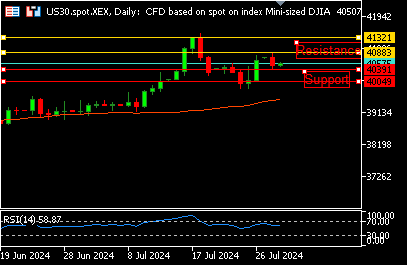 US30.spot.XEX, Daily: CFD based on spot on index Mini-sized DJIA 40507
41942
41321
40883
Resistance
40575
40391
Support
40049
39134
38198
37262
RSI(14) 58.87
100.00
70.00
30.00
0.00
19 Jun 2024 28 Jun 2024 8 Jul 2024 17 Jul 2024 26 Jul 2024